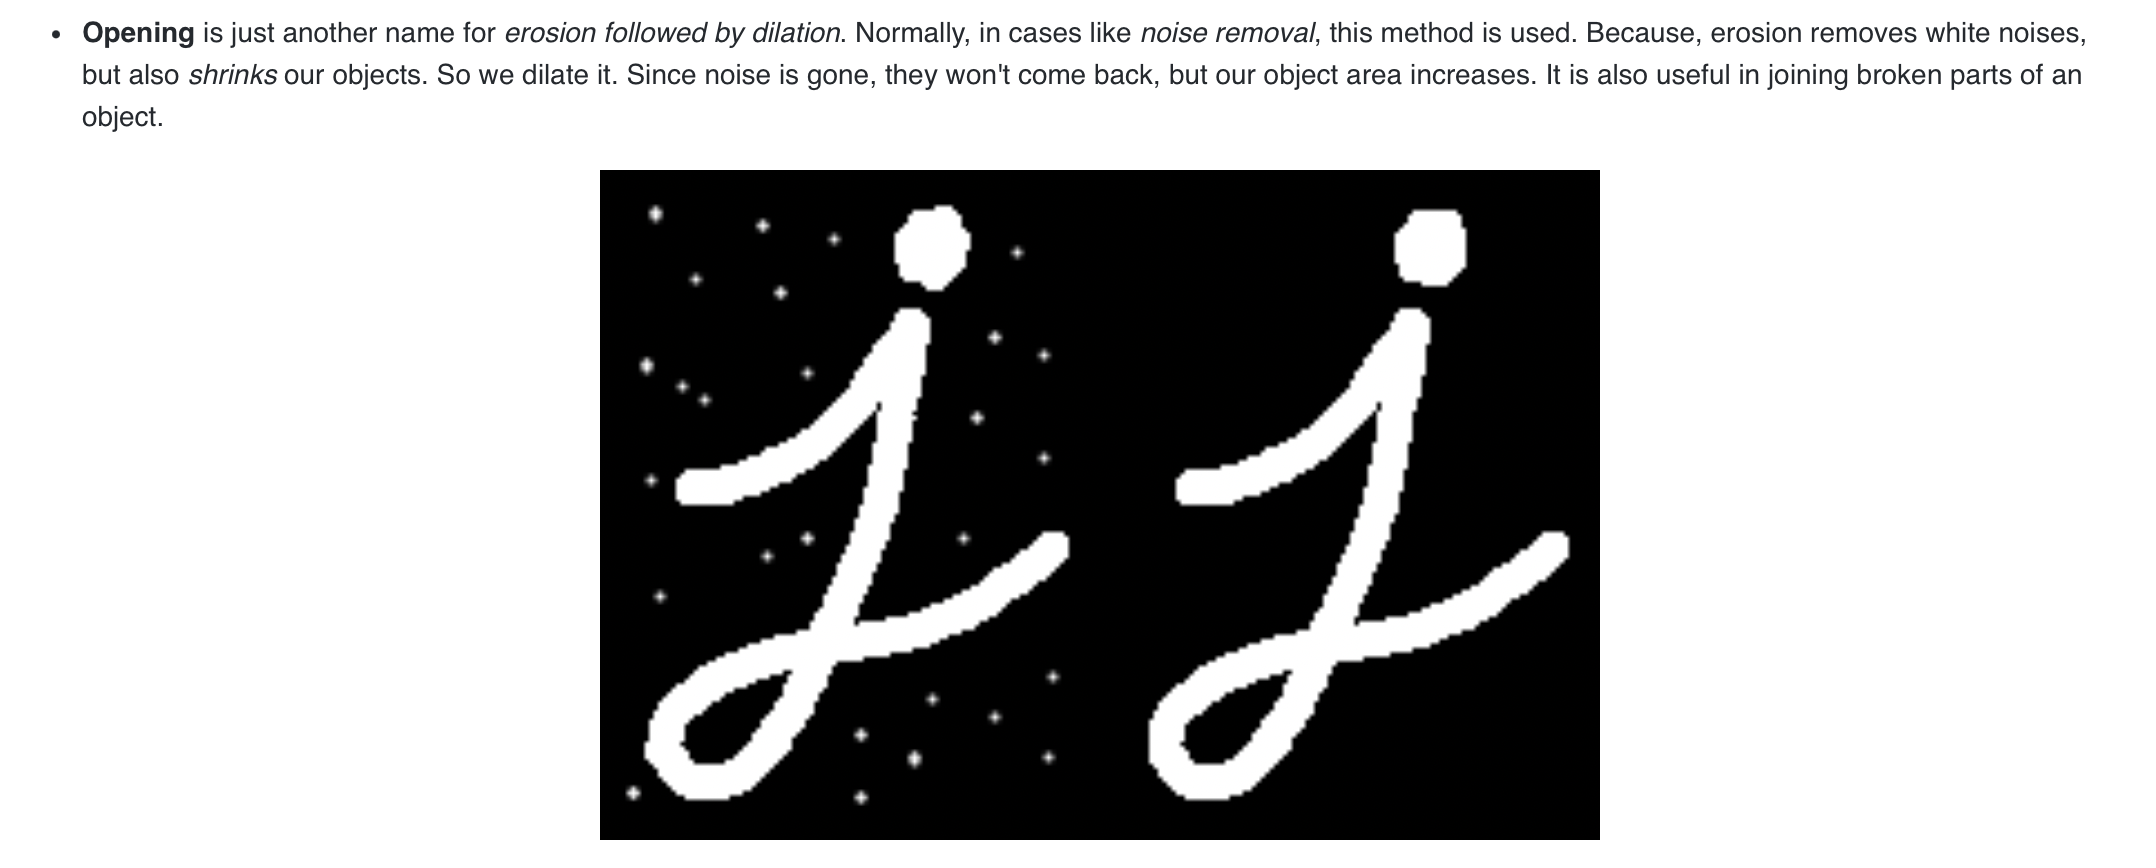 • Opening is just another name for erosion followed by dilation. Normally, in cases like noise removal, this method is used. Because, erosion removes white noises,
but also shrinks our objects. So we dilate it. Since noise is gone, they won't come back, but our object area increases. It is also useful in joining broken parts of an
object.